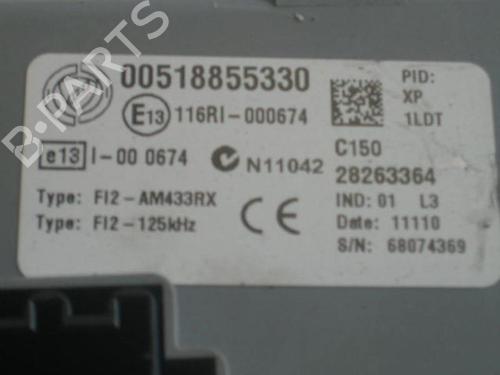 FIAT
00518855330
E13 116RI-000674
e13 I-00 0674
N11042
Type: FI2-AM433RX
Type: FI2-125kHz
CE
PID:
XP
1LDT
C150
28263364
IND: 01 L3
Date: 11110
S/N: 68074369
B-PARTS